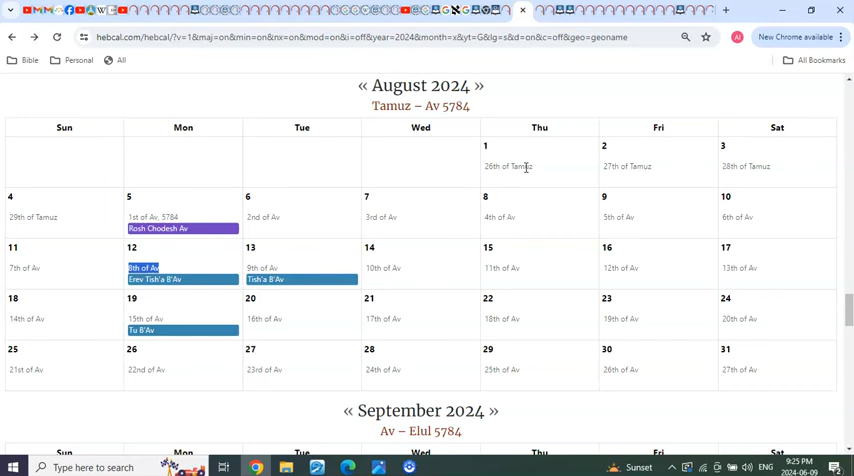 hebcal.com/hebcal/?v=1&maj=on&min=on&nx=on&mod=on&i=off&year=2024&month=x&yt=G&lg=s&d=on&c=off&geo=geoname
AI
New Chrome available
Bible
Personal
All
All Bookmarks
« August 2024 »
Tamuz – Av 5784
Sun Mon Tue Wed Thu Fri Sat
1 2 3
26th of Tamuz 27th of Tamuz 28th of Tamuz
4 5 6 7 8 9 10
29th of Tamuz 1st of Av, 5784 2nd of Av 3rd of Av 4th of Av 5th of Av 6th of Av
Rosh Chodesh Av
11 12 13 14 15 16 17
7th of Av 8th of Av 9th of Av 10th of Av 11th of Av 12th of Av 13th of Av
Erev Tish'a B'Av Tish'a B'Av
18 19 20 21 22 23 24
14th of Av 15th of Av 16th of Av 17th of Av 18th of Av 19th of Av 20th of Av
Tu B'Av
25 26 27 28 29 30 31
21st of Av 22nd of Av 23rd of Av 24th of Av 25th of Av 26th of Av 27th of Av
« September 2024 »
Av – Elul 5784
Sun Mon Tue Wed Thu Fri Sat
Type here to search
Sunset
ENG
9:25 PM
2024-06-09
2